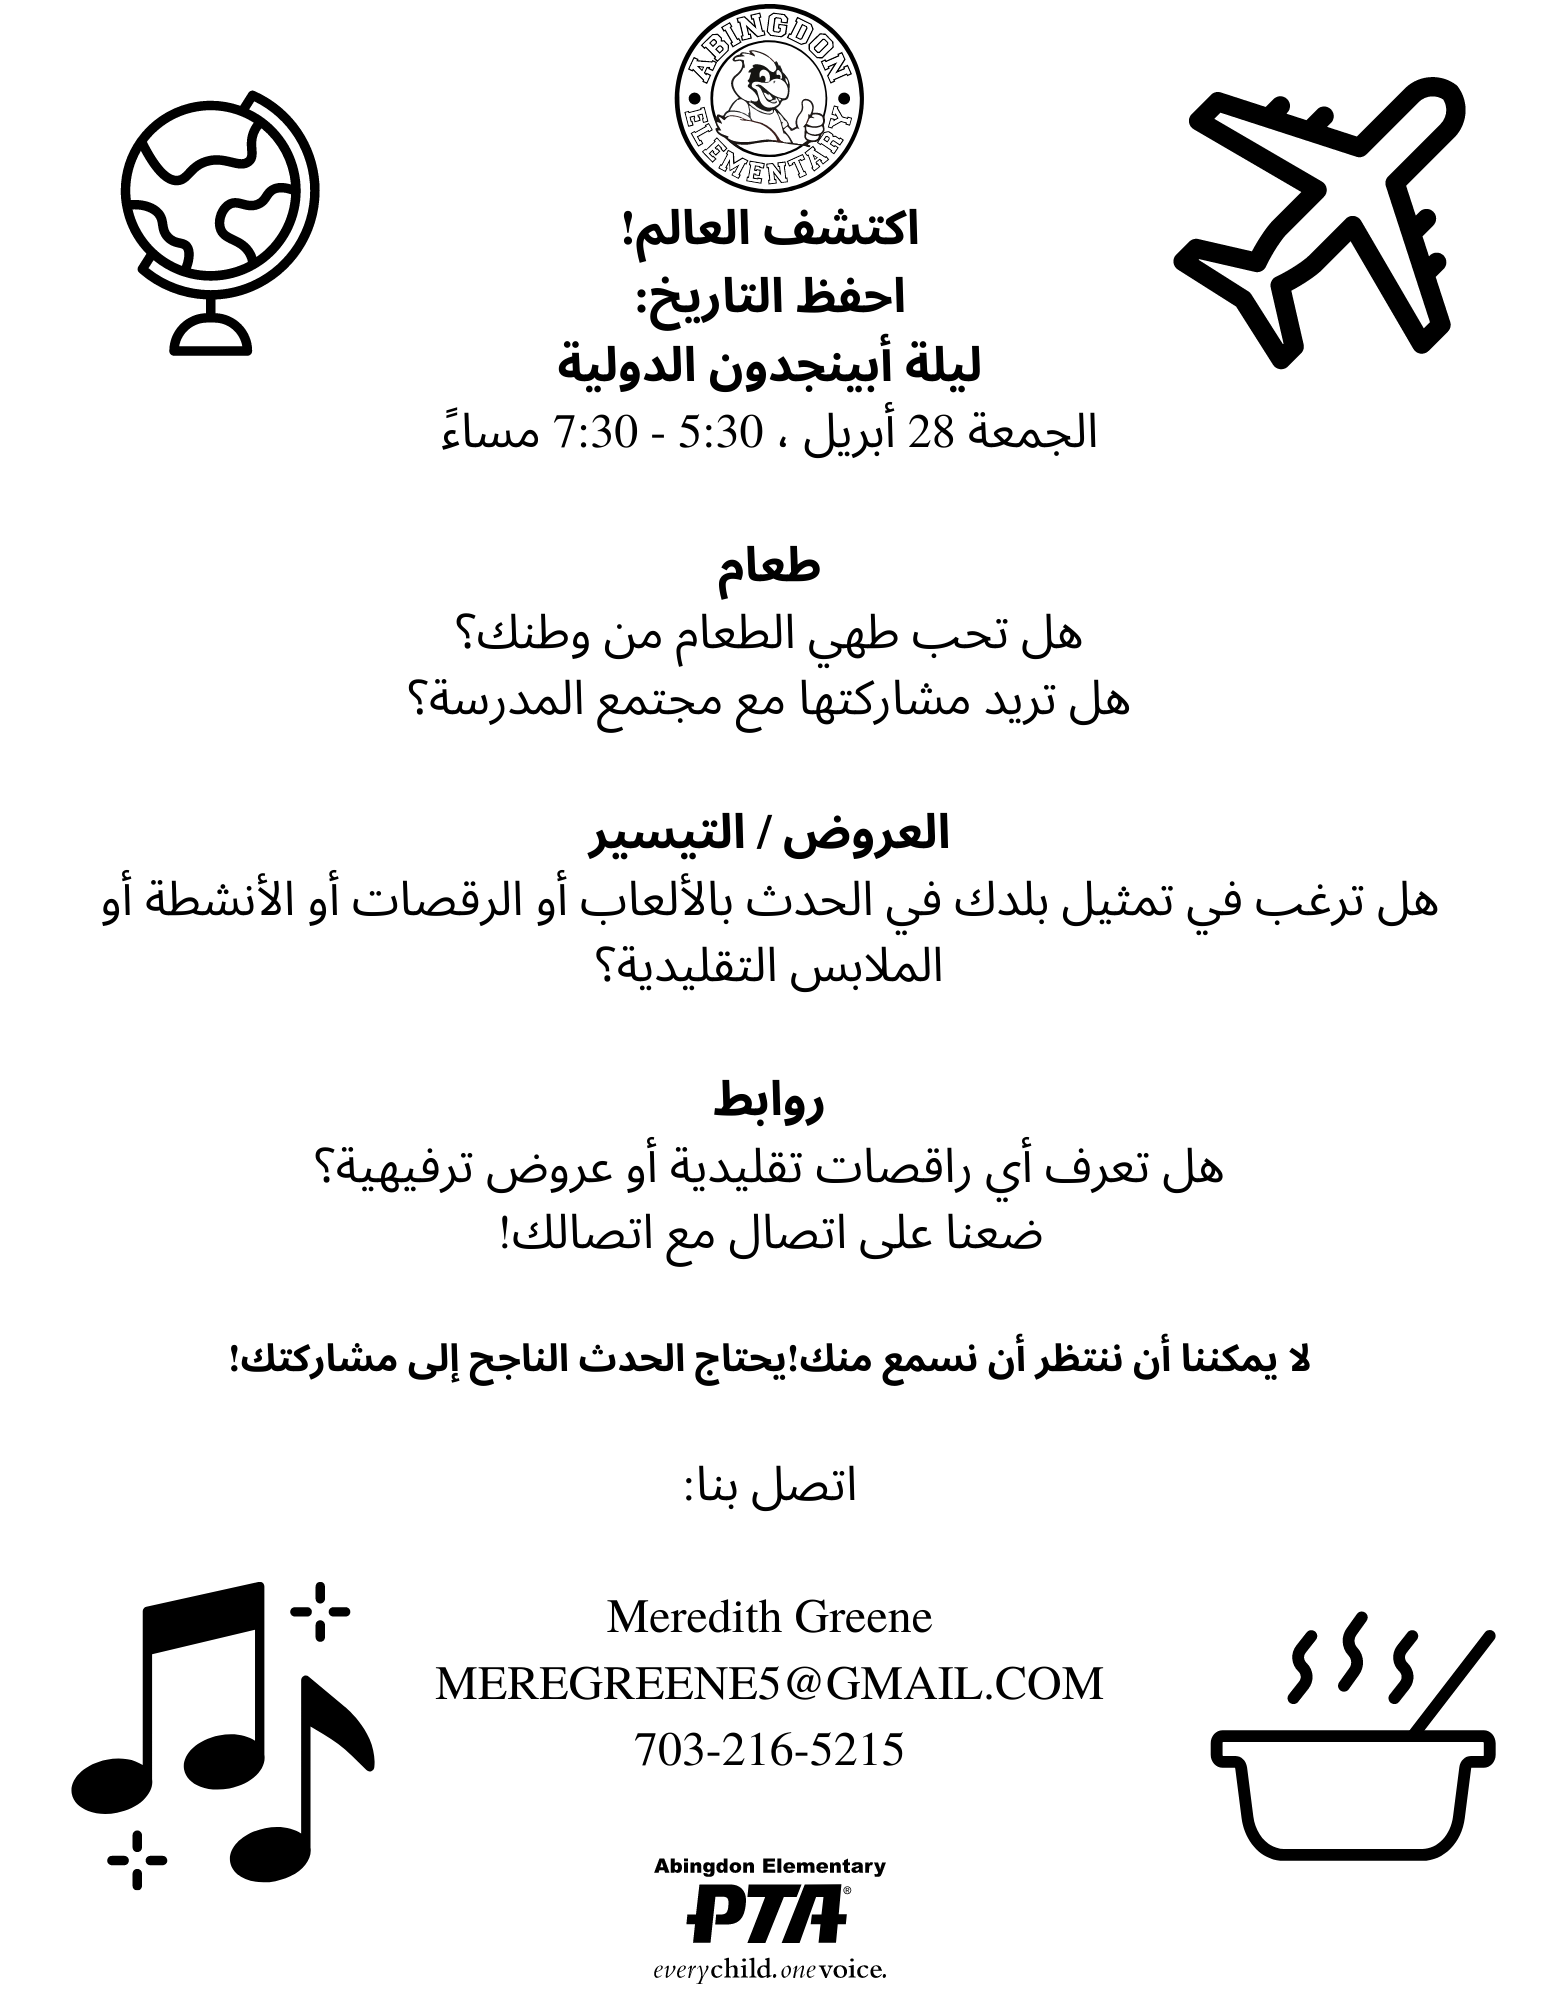 ABINGDON
ELEMENTARY
اكتشف العالم!
احفظ التاريخ:
ليلة أبينجدون الدولية
الجمعة 28 أبريل ، 5:30 - 7:30 مساءً
طعام
هل تحب طهي الطعام من وطنك؟
هل تريد مشاركتها مع مجتمع المدرسة؟
العروض / التيسير
هل ترغب في تمثيل بلدك في الحدث بالألعاب أو الرقصات أو الأنشطة أو
الملابس التقليدية؟
روابط
هل تعرف أي راقصات تقليدية أو عروض ترفيهية؟
ضعنا على اتصال مع اتصالك!
لا يمكننا أن ننتظر أن نسمع منك!يحتاج الحدث الناجح إلى مشاركتك!
اتصل بنا:
Meredith Greene
MEREGREENE5@GMAIL.COM
703-216-5215
Abingdon Elementary
PTA®
everychild. onevoice.